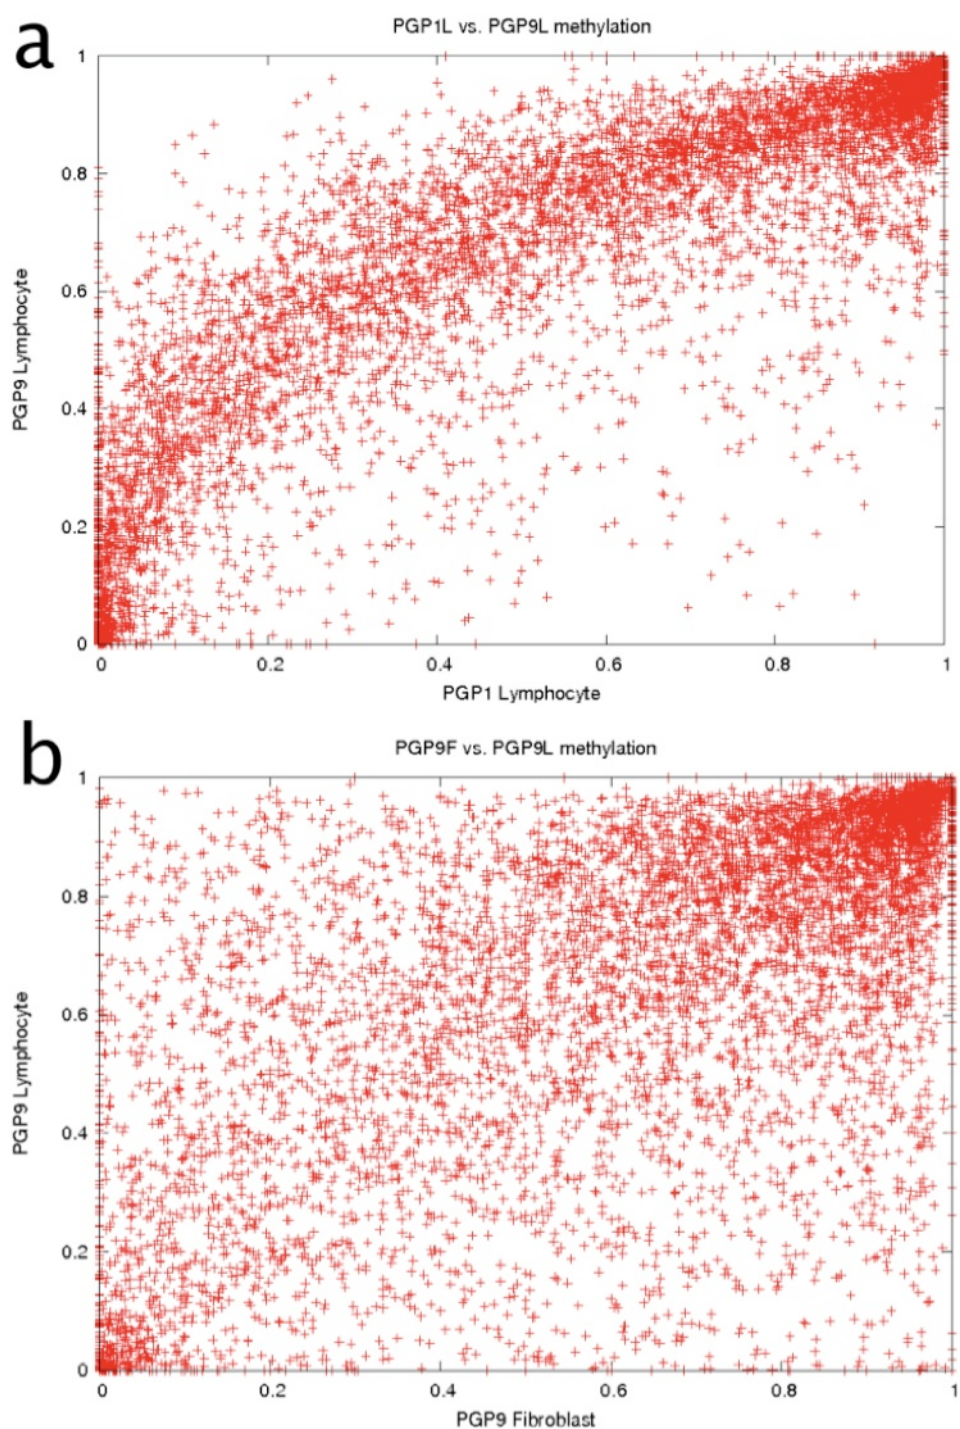 a
PGP1L vs. PGP9L methylation
1
0.8
0.6
0.4
0.2
0
PGP9 Lymphocyte
0 0.2 0.4 0.6 0.8 1
PGP1 Lymphocyte
b
PGP9F vs. PGP9L methylation
1
0.8
0.6
0.4
0.2
0
PGP9 Lymphocyte
0 0.2 0.4 0.6 0.8 1
PGP9 Fibroblast